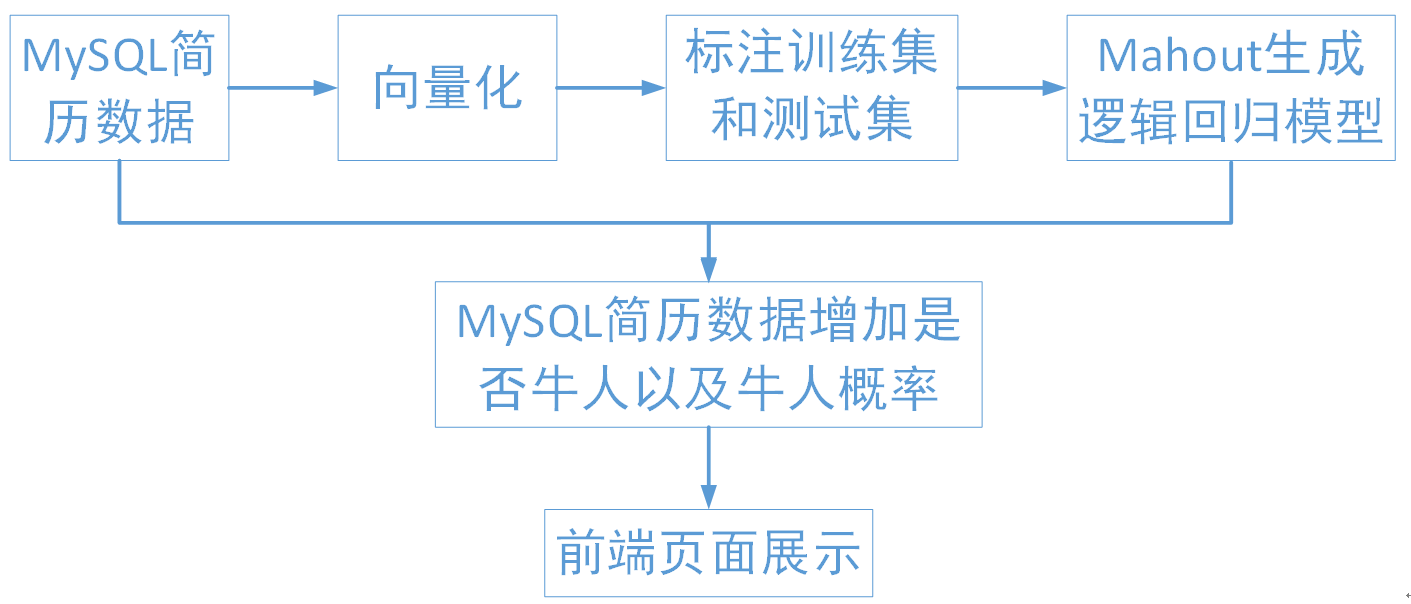 MySQL简
历数据
向量化
标注训练集
和测试集
Mahout生成
逻辑回归模型
MySQL简历数据增加是
否牛人以及牛人概率
前端页面展示